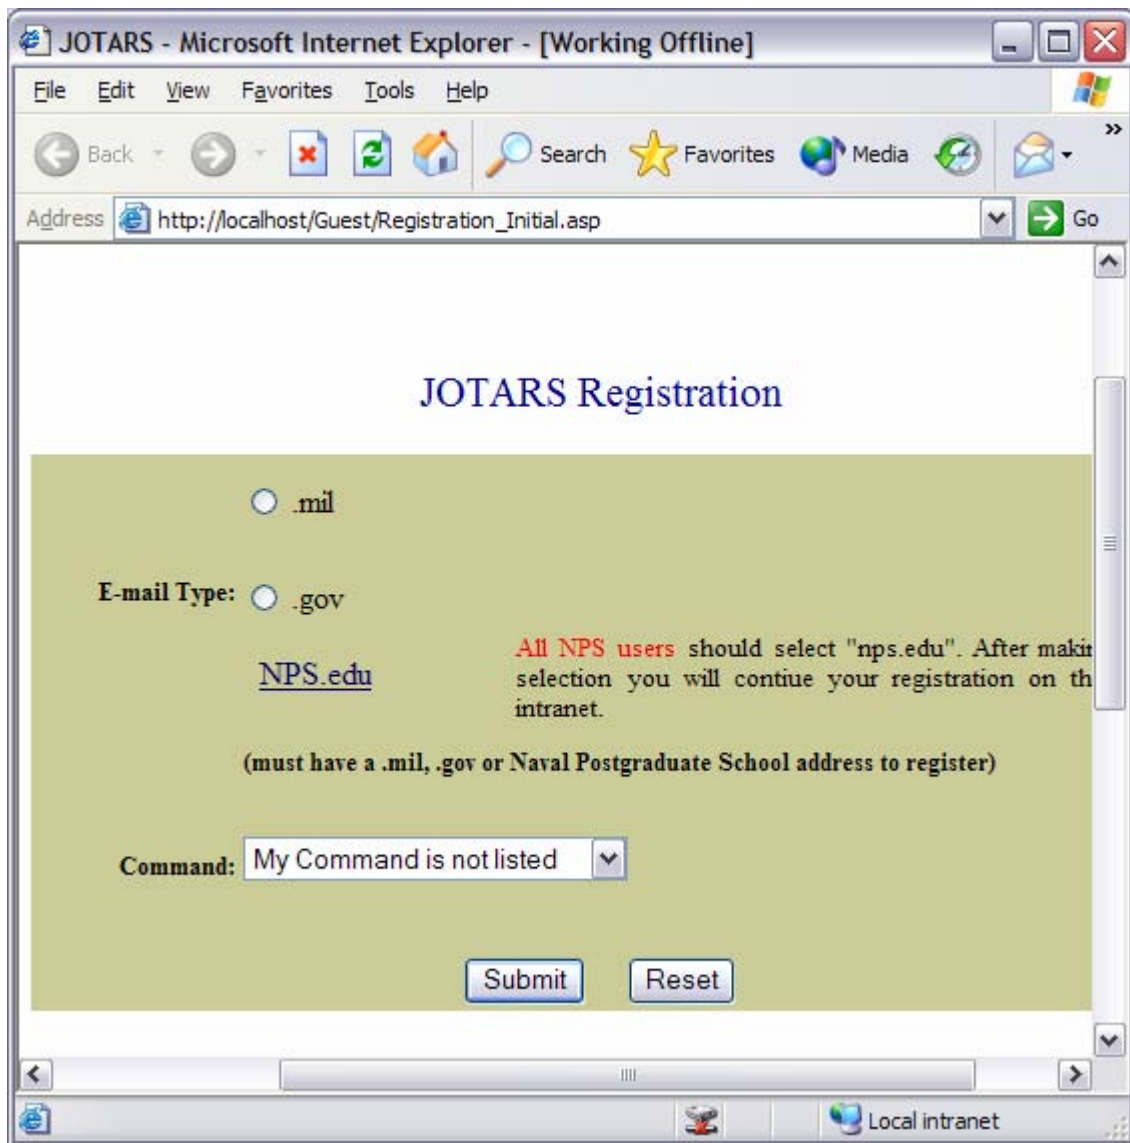 JOTARS - Microsoft Internet Explorer - [Working Offline]
File Edit View Favorites Tools Help
Back Search Favorites Media »
Address http://localhost/Guest/Registration_Initial.asp Go
JOTARS Registration
.mil
E-mail Type: .gov
NPS.edu
All NPS users should select "nps.edu". After makin
selection you will contiue your registration on th
intranet.
(must have a .mil, .gov or Naval Postgraduate School address to register)
Command: My Command is not listed
Submit Reset
Local intranet